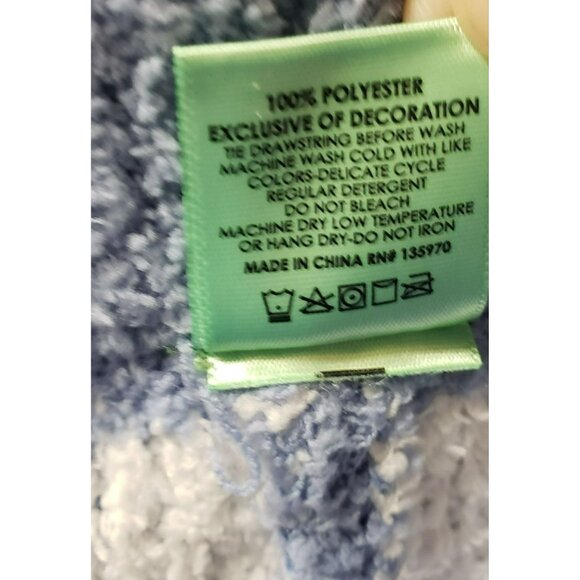 100% POLYESTER
EXCLUSIVE OF DECORATION
TIE DRAWSTRING BEFORE WASH
MACHINE WASH COLD WITH LIKE
COLORS-DELICATE CYCLE
REGULAR DETERGENT
DO NOT BLEACH
MACHINE DRY LOW TEMPERATURE
OR HANG DRY-DO NOT IRON
MADE IN CHINA RN# 135970